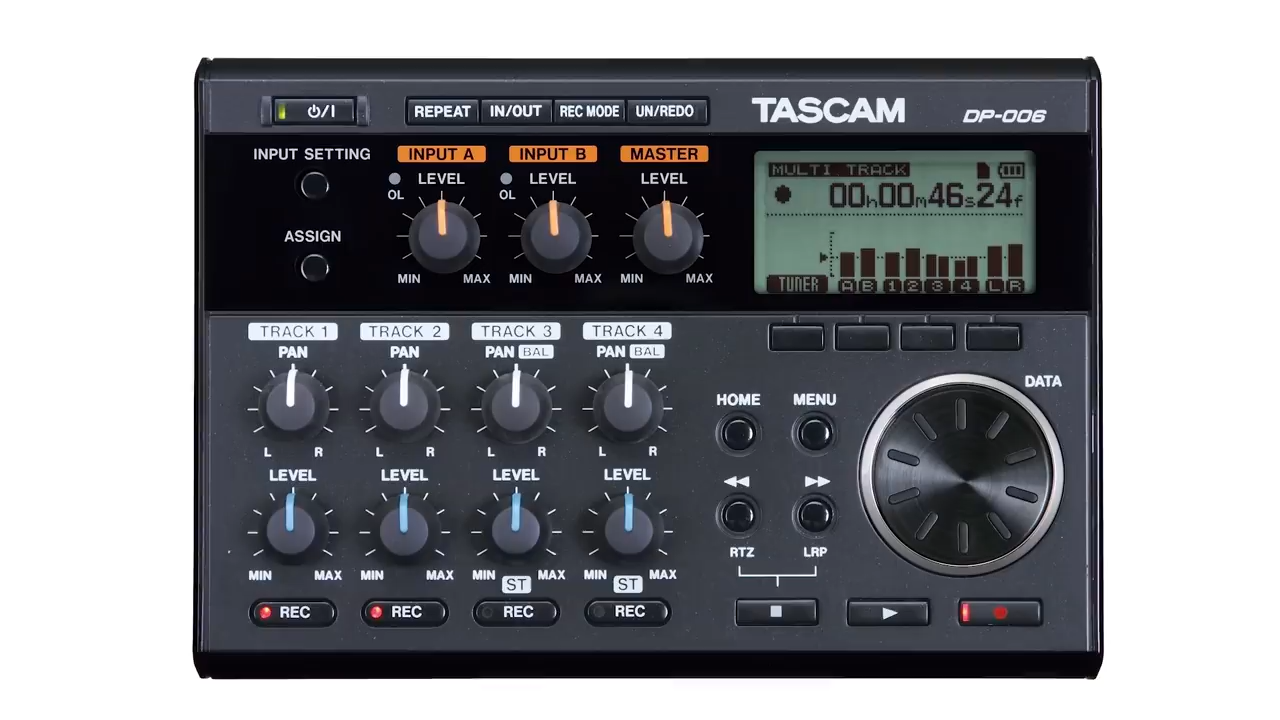 ⏻/I
REPEAT IN/OUT REC MODE UN/REDO
TASCAM DP-006
INPUT SETTING
INPUT A INPUT B MASTER
OL LEVEL OL LEVEL LEVEL
MIN MAX MIN MAX MIN MAX
ASSIGN
MULTI TRACK
00h00m46s24f
TUNER A B 1 2 3 4 L R
TRACK 1 TRACK 2 TRACK 3 TRACK 4
PAN PAN PAN BAL PAN BAL
L R L R L R L R
LEVEL LEVEL LEVEL LEVEL
MIN MAX MIN MAX MIN MAX MIN MAX
ST ST
REC REC REC REC
DATA
HOME MENU
RTZ LRP